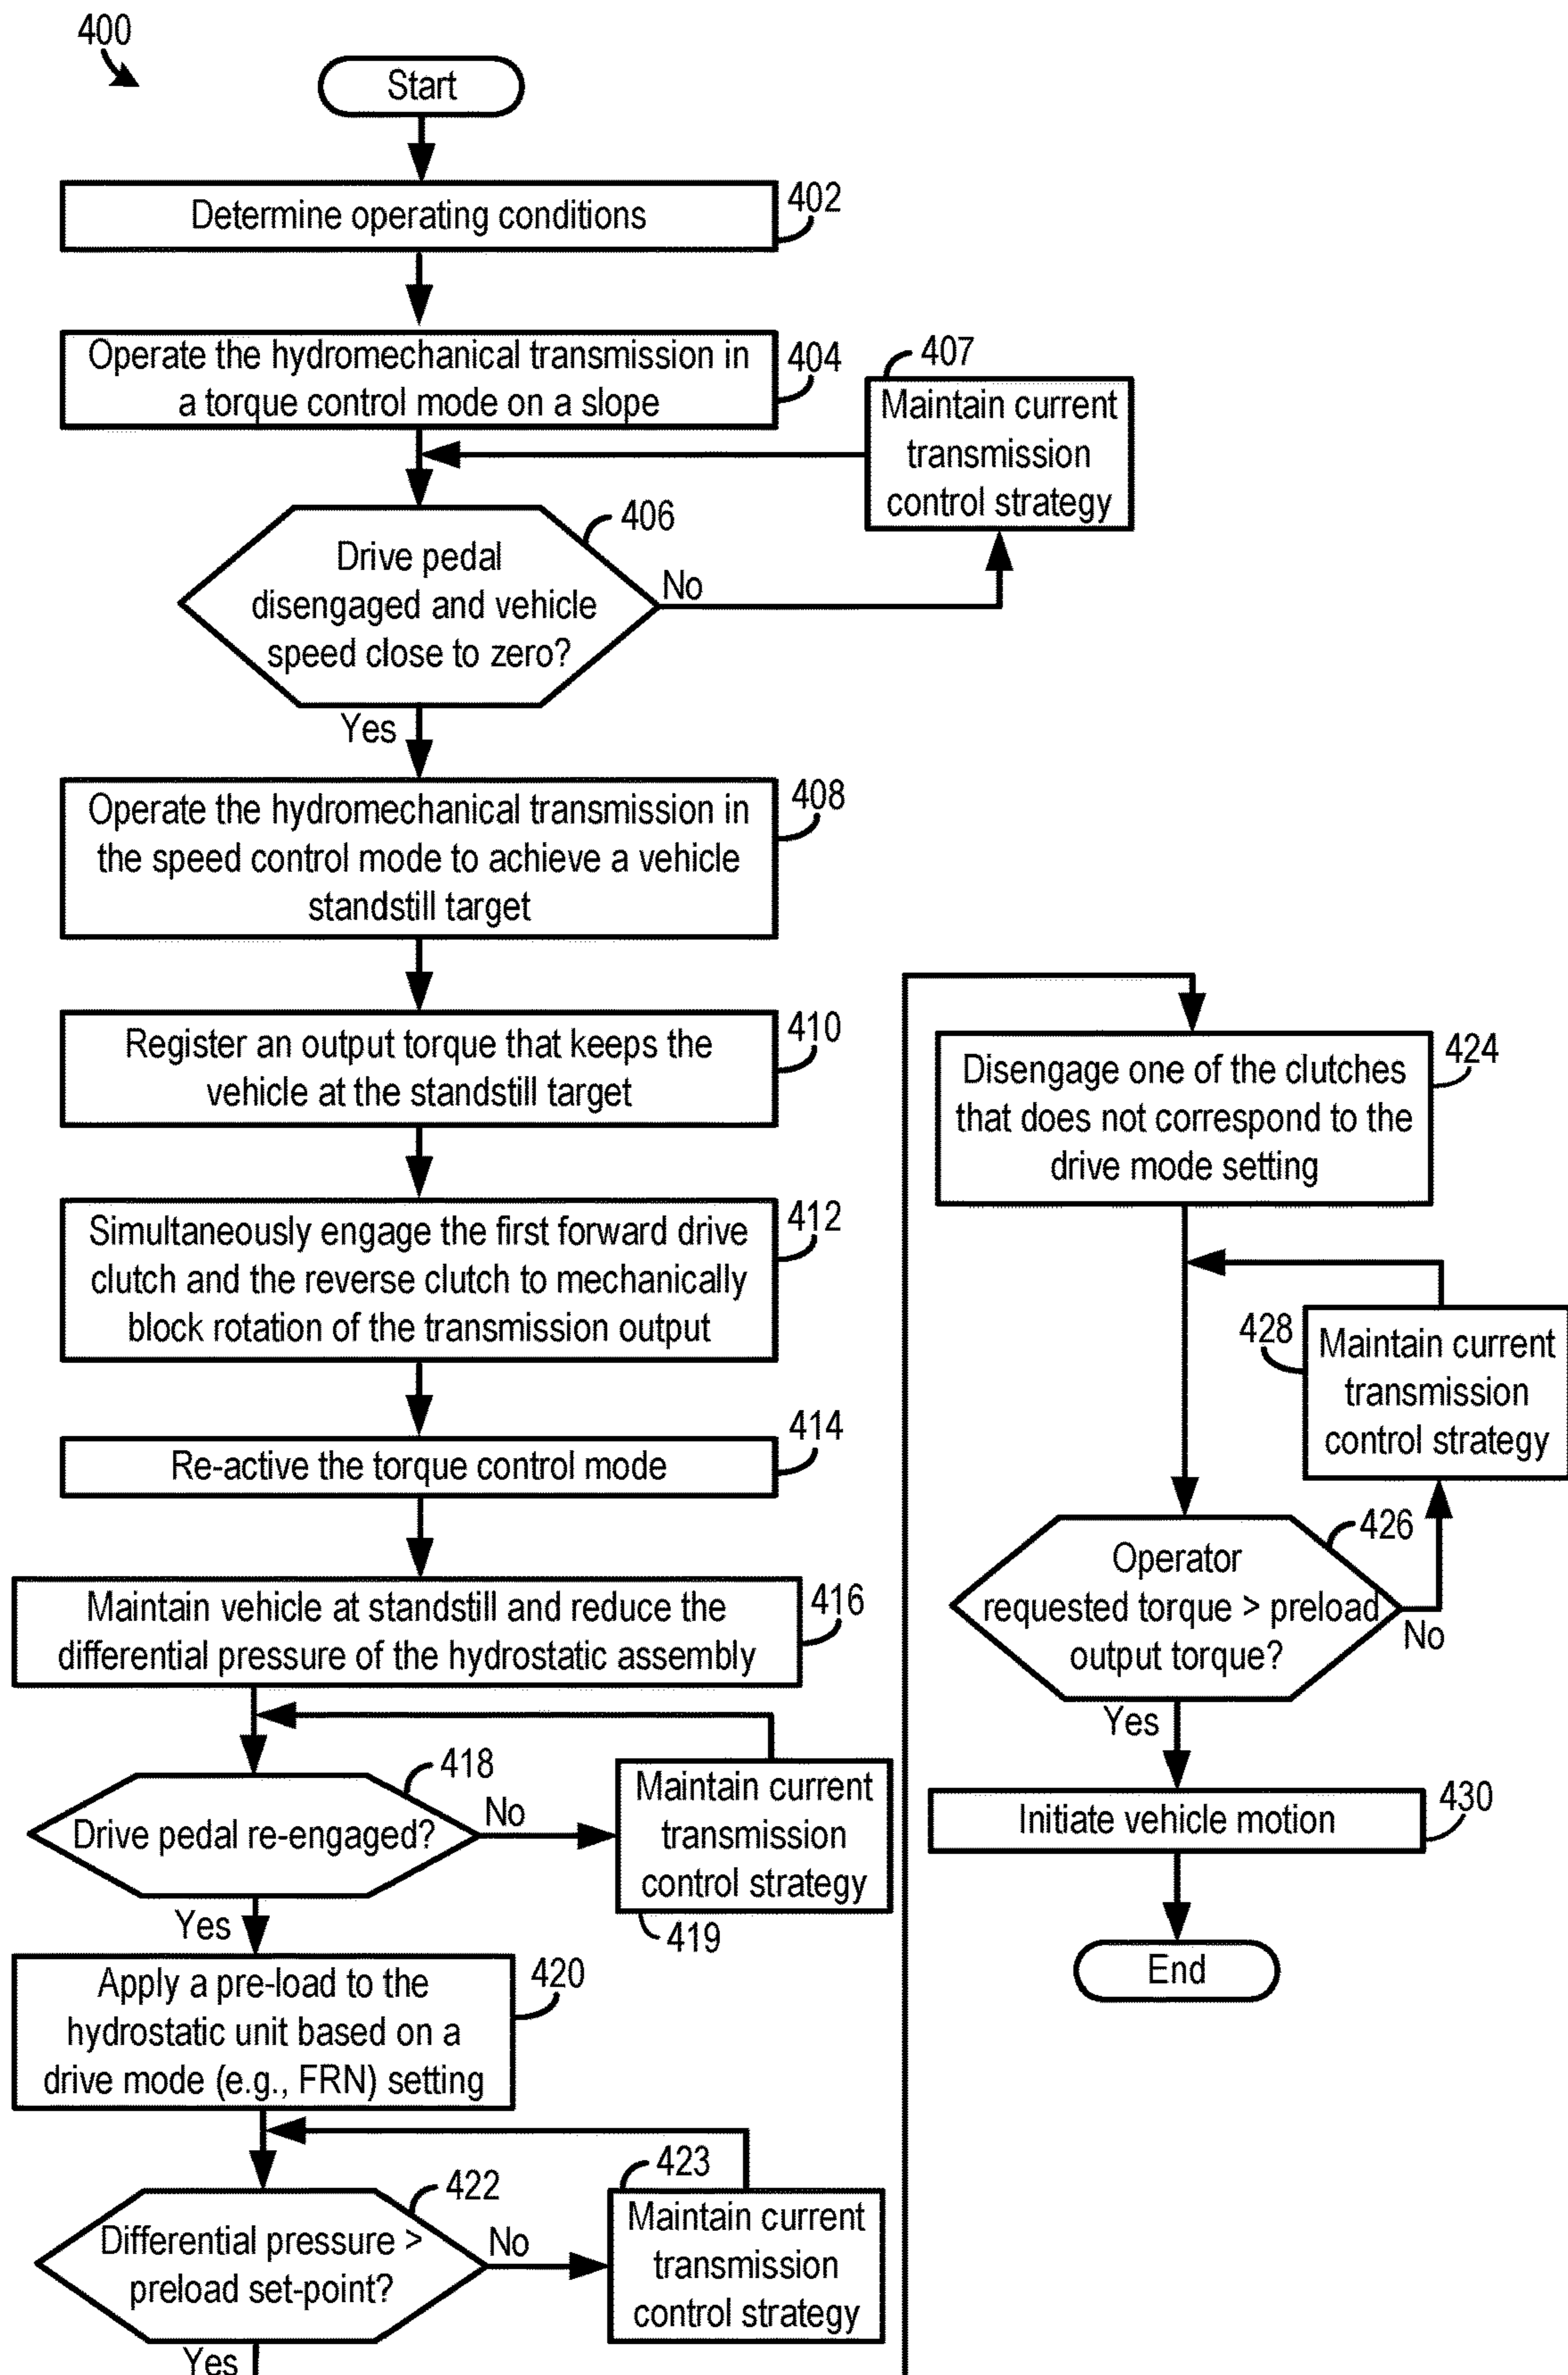 400
Start
Determine operating conditions
402
Operate the hydromechanical transmission in
a torque control mode on a slope
404
407
Maintain current
transmission
control strategy
406
Drive pedal
disengaged and vehicle
speed close to zero?
No
Yes
Operate the hydromechanical transmission in
the speed control mode to achieve a vehicle
standstill target
408
Register an output torque that keeps the
vehicle at the standstill target
410
Simultaneously engage the first forward drive
clutch and the reverse clutch to mechanically
block rotation of the transmission output
412
Re-active the torque control mode
414
Maintain vehicle at standstill and reduce the
differential pressure of the hydrostatic assembly
416
418
Drive pedal re-engaged?
No
Maintain current
transmission
control strategy
419
Yes
Apply a pre-load to the
hydrostatic unit based on a
drive mode (e.g., FRN) setting
420
422
Differential pressure >
preload set-point?
No
423
Maintain current
transmission
control strategy
Yes
Disengage one of the clutches
that does not correspond to the
drive mode setting
424
428
Maintain current
transmission
control strategy
426
Operator
requested torque > preload
output torque?
No
Yes
Initiate vehicle motion
430
End